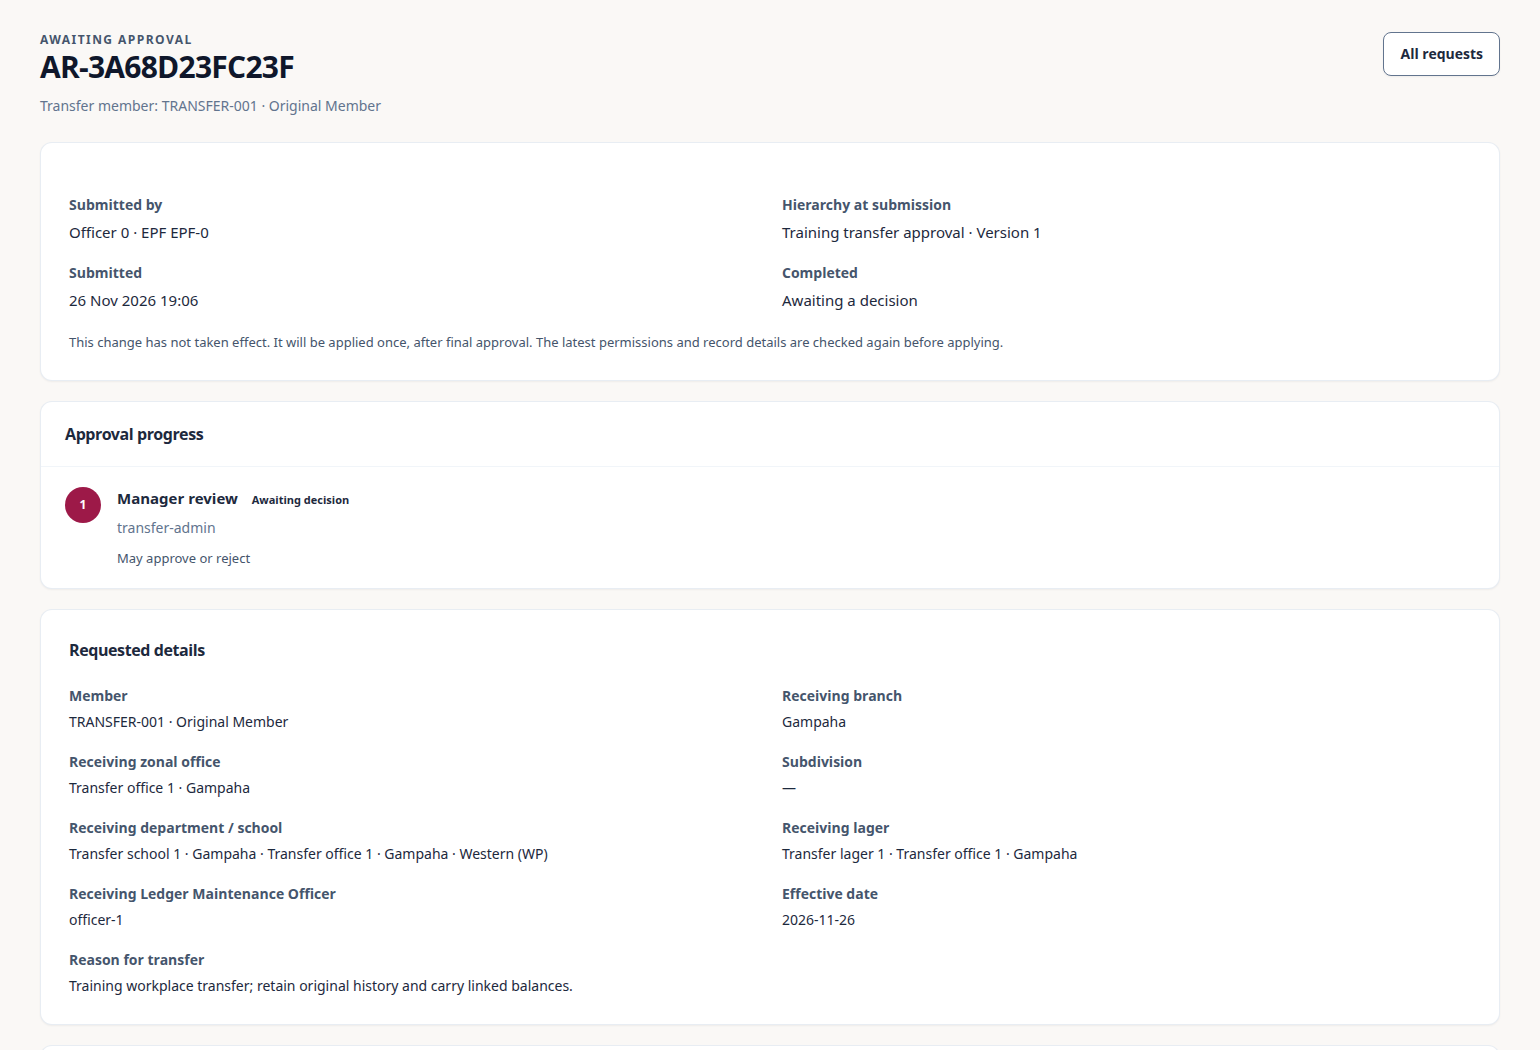 AWAITING APPROVAL
AR-3A68D23FC23F
All requests
Transfer member: TRANSFER-001 · Original Member
Submitted by
Officer 0 · EPF EPF-0
Hierarchy at submission
Training transfer approval · Version 1
Submitted
26 Nov 2026 19:06
Completed
Awaiting a decision
This change has not taken effect. It will be applied once, after final approval. The latest permissions and record details are checked again before applying.
Approval progress
1
Manager review Awaiting decision
transfer-admin
May approve or reject
Requested details
Member
TRANSFER-001 · Original Member
Receiving branch
Gampaha
Receiving zonal office
Transfer office 1 · Gampaha
Subdivision
—
Receiving department / school
Transfer school 1 · Gampaha · Transfer office 1 · Gampaha · Western (WP)
Receiving lager
Transfer lager 1 · Transfer office 1 · Gampaha
Receiving Ledger Maintenance Officer
officer-1
Effective date
2026-11-26
Reason for transfer
Training workplace transfer; retain original history and carry linked balances.